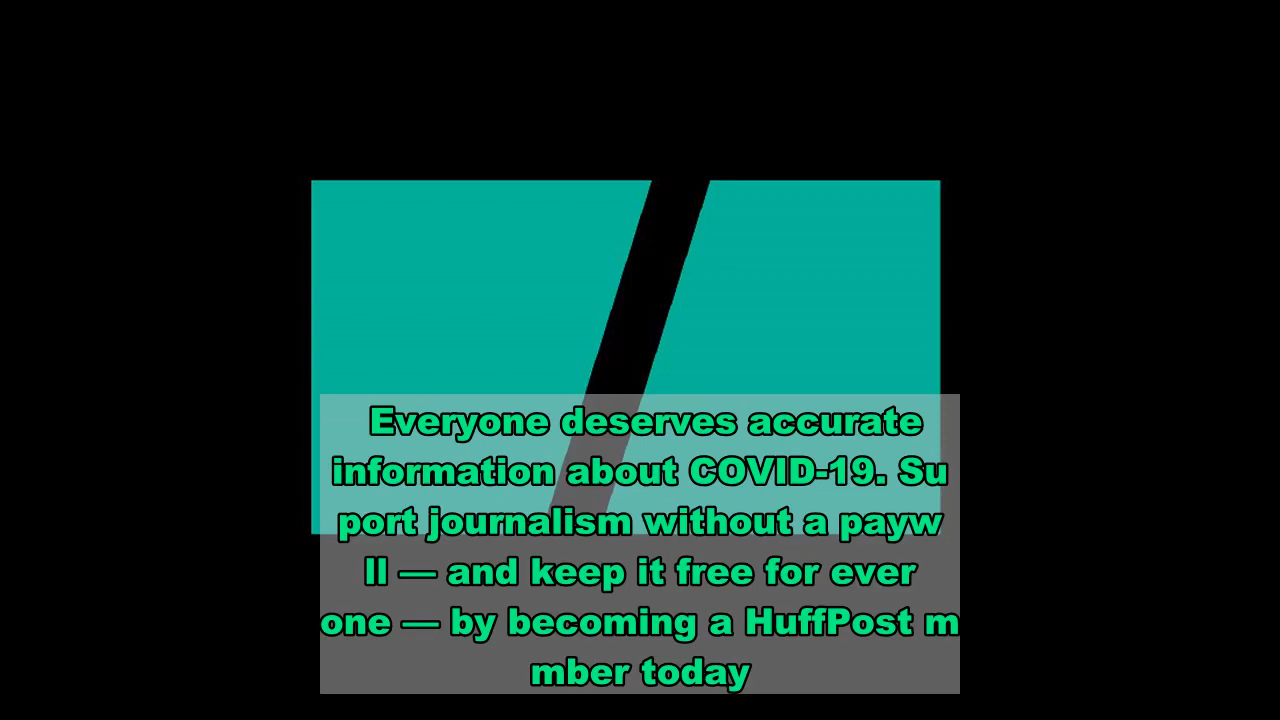 Everyone deserves accurate
information about COVID-19. Su
port journalism without a payw
ll — and keep it free for ever
one — by becoming a HuffPost m
mber today